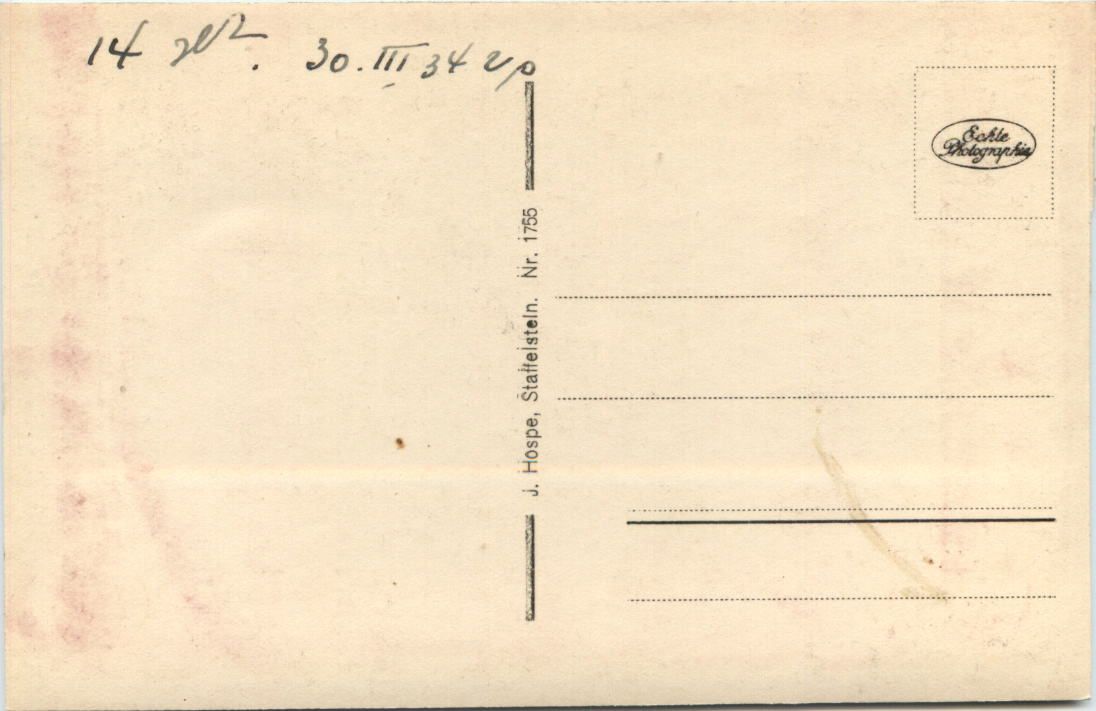 14 30.III 34
Echte
Photographie
J. Hospe, Staffelstein. Nr. 1755